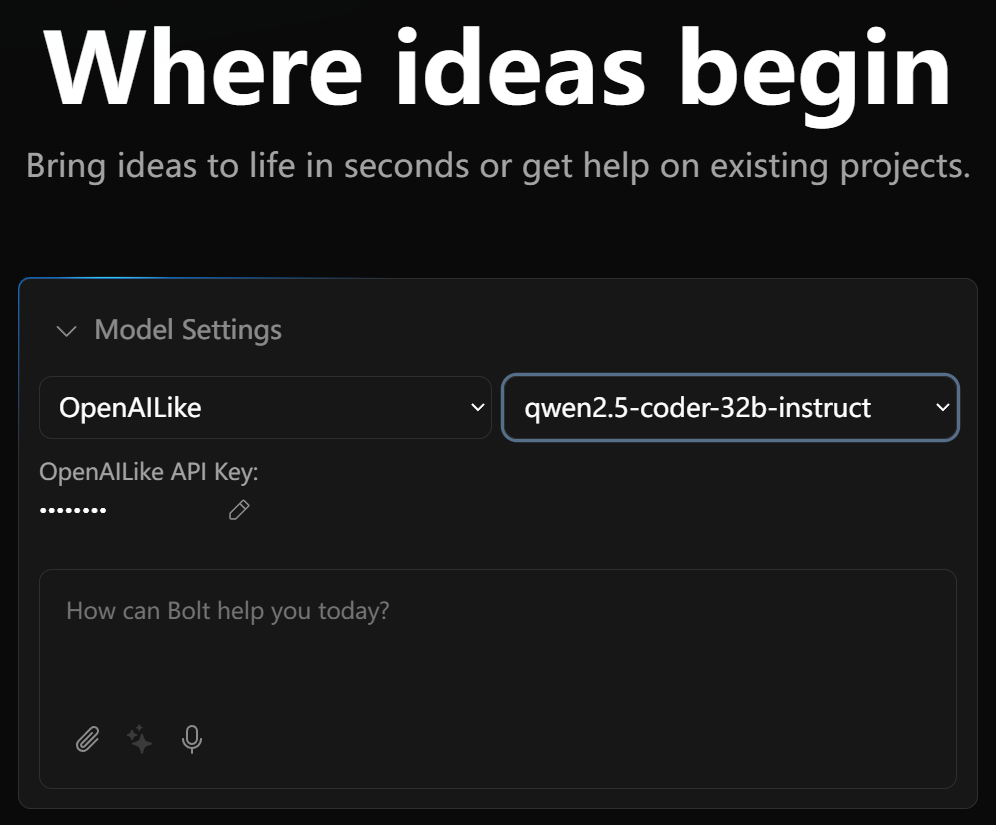 Where ideas begin
Bring ideas to life in seconds or get help on existing projects.
Model Settings
OpenAILike
qwen2.5-coder-32b-instruct
OpenAILike API Key:
••••••••
How can Bolt help you today?